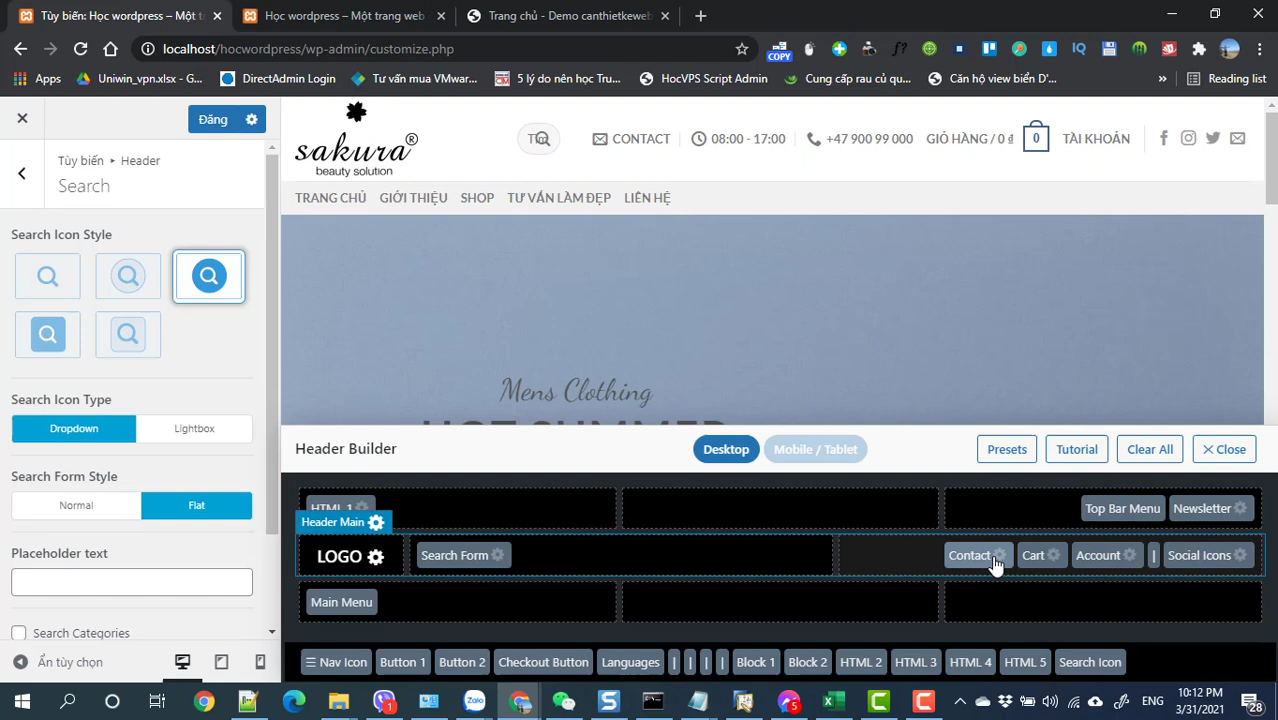 Tùy biến: Học wordpress – Một tr
Học wordpress – Một trang web
Trang chủ - Demo canthietkeweb
localhost/hocwordpress/wp-admin/customize.php
COPY
f?
IQ
Apps
Uniwin_vpn.xlsx - G...
DirectAdmin Login
Tư vấn mua VMwar...
5 lý do nên học Tru...
HocVPS Script Admin
Cung cấp rau củ qu...
Căn hộ view biển D'...
»
Reading list
Đăng
Tùy biến ▸ Header
Search
Search Icon Style
Search Icon Type
Dropdown
Lightbox
Search Form Style
Normal
Flat
Placeholder text
Search Categories
Ẩn tùy chọn
sakura®
beauty solution
CONTACT
08:00 - 17:00
+47 900 99 000
GIỎ HÀNG / 0 ₫
0
TÀI KHOẢN
TRANG CHỦ
GIỚI THIỆU
SHOP
TƯ VẤN LÀM ĐẸP
LIÊN HỆ
Mens Clothing
HOT SUMMER
Header Builder
Desktop
Mobile / Tablet
Presets
Tutorial
Clear All
Close
HTML 1
Top Bar Menu
Newsletter
Header Main
LOGO
Search Form
Contact
Cart
Account
|
Social Icons
Main Menu
Nav Icon
Button 1
Button 2
Checkout Button
Languages
|
|
|
|
Block 1
Block 2
HTML 2
HTML 3
HTML 4
HTML 5
Search Icon
1
5
ENG
10:12 PM
3/31/2021
28